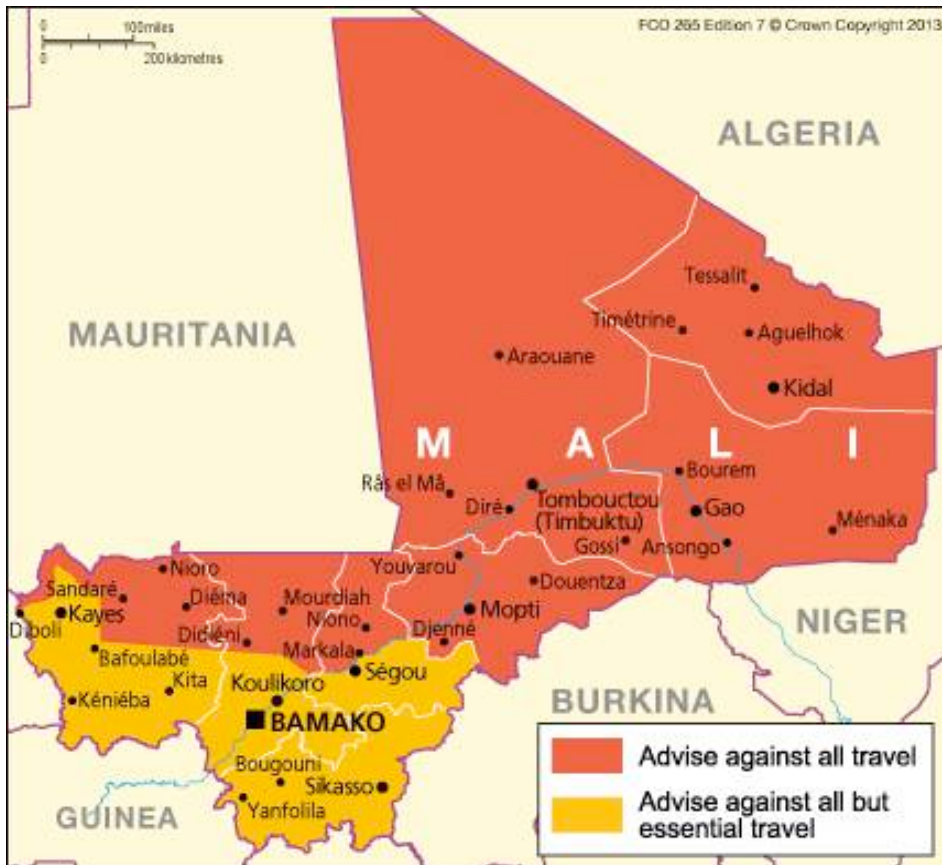 0 100miles
0 200kilometres
FCO 265 Edition 7 © Crown Copyright 2013
ALGERIA
MAURITANIA
Tessalit
Timétrine
Aguelhok
Araouane
Kidal
M A L I
Bourem
Râs el Mâ
Diré
Tombouctou
(Timbuktu)
Gao
Ménaka
Gossi
Ansongo
Youvarou
Nioro
Douentza
Sandaré
Diéma
Mourdiah
Kayes
Niono
Mopti
NIGER
Diboli
Didiéni
Djenné
Bafoulabé
Markala
Ségou
Kita
Koulikoro
Kéniéba
BURKINA
BAMAKO
Bougouni
Sikasso
Yanfolila
GUINEA
Advise against all travel
Advise against all but
essential travel